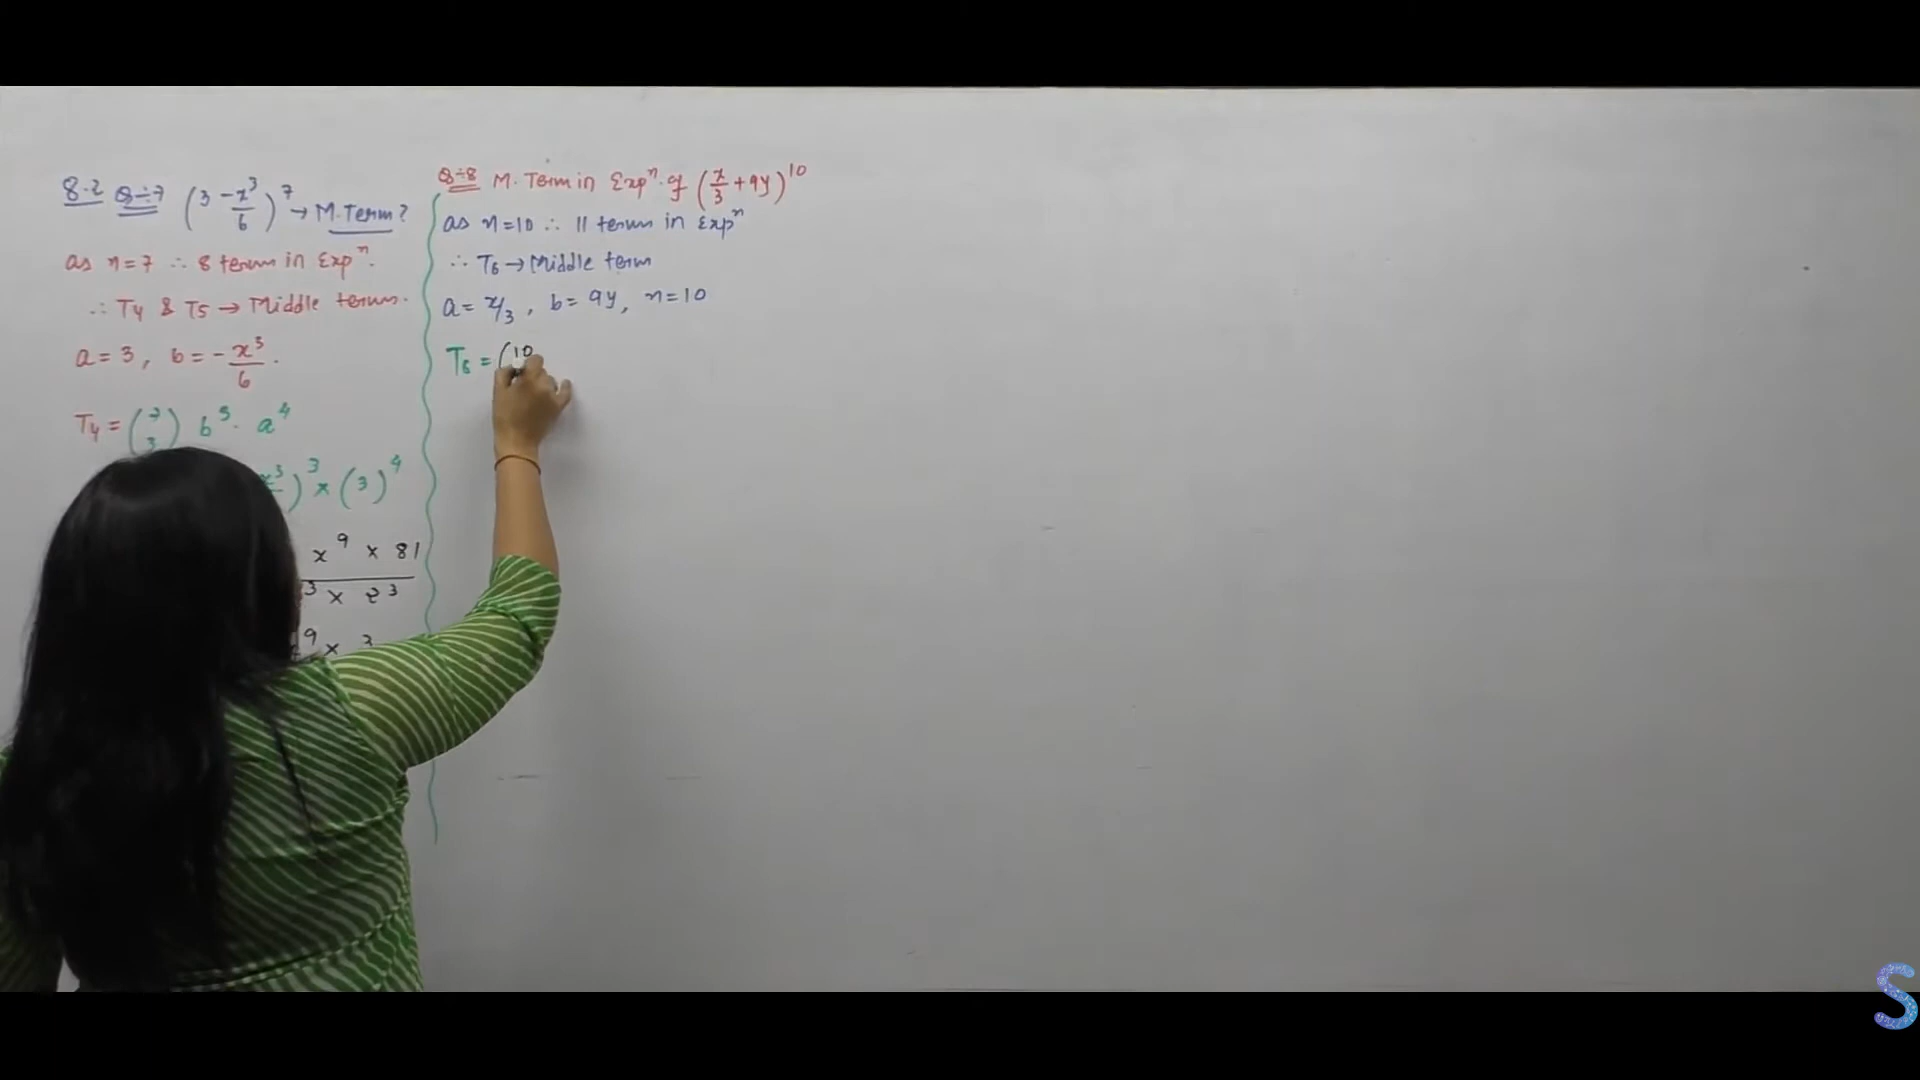 8.2 Q÷7 (3 - x³/6)⁷ → M.Term?
as n=7 ∴ 8 terms in Expⁿ.
∴ T4 & T5 → Middle terms.
a = 3, b = - x³/6.
T4 = (7 3) b³. a⁴
x³ )³ × (3)⁴
x⁹ × 81
³ × 2³
⁹ × 3
Q÷8 M. Term in Expⁿ. of (x/3 + 9y)¹⁰
as n=10 ∴ 11 terms in Expⁿ
∴ T6 → Middle term
a = x/3, b = 9y, n=10
T6 = (10
S